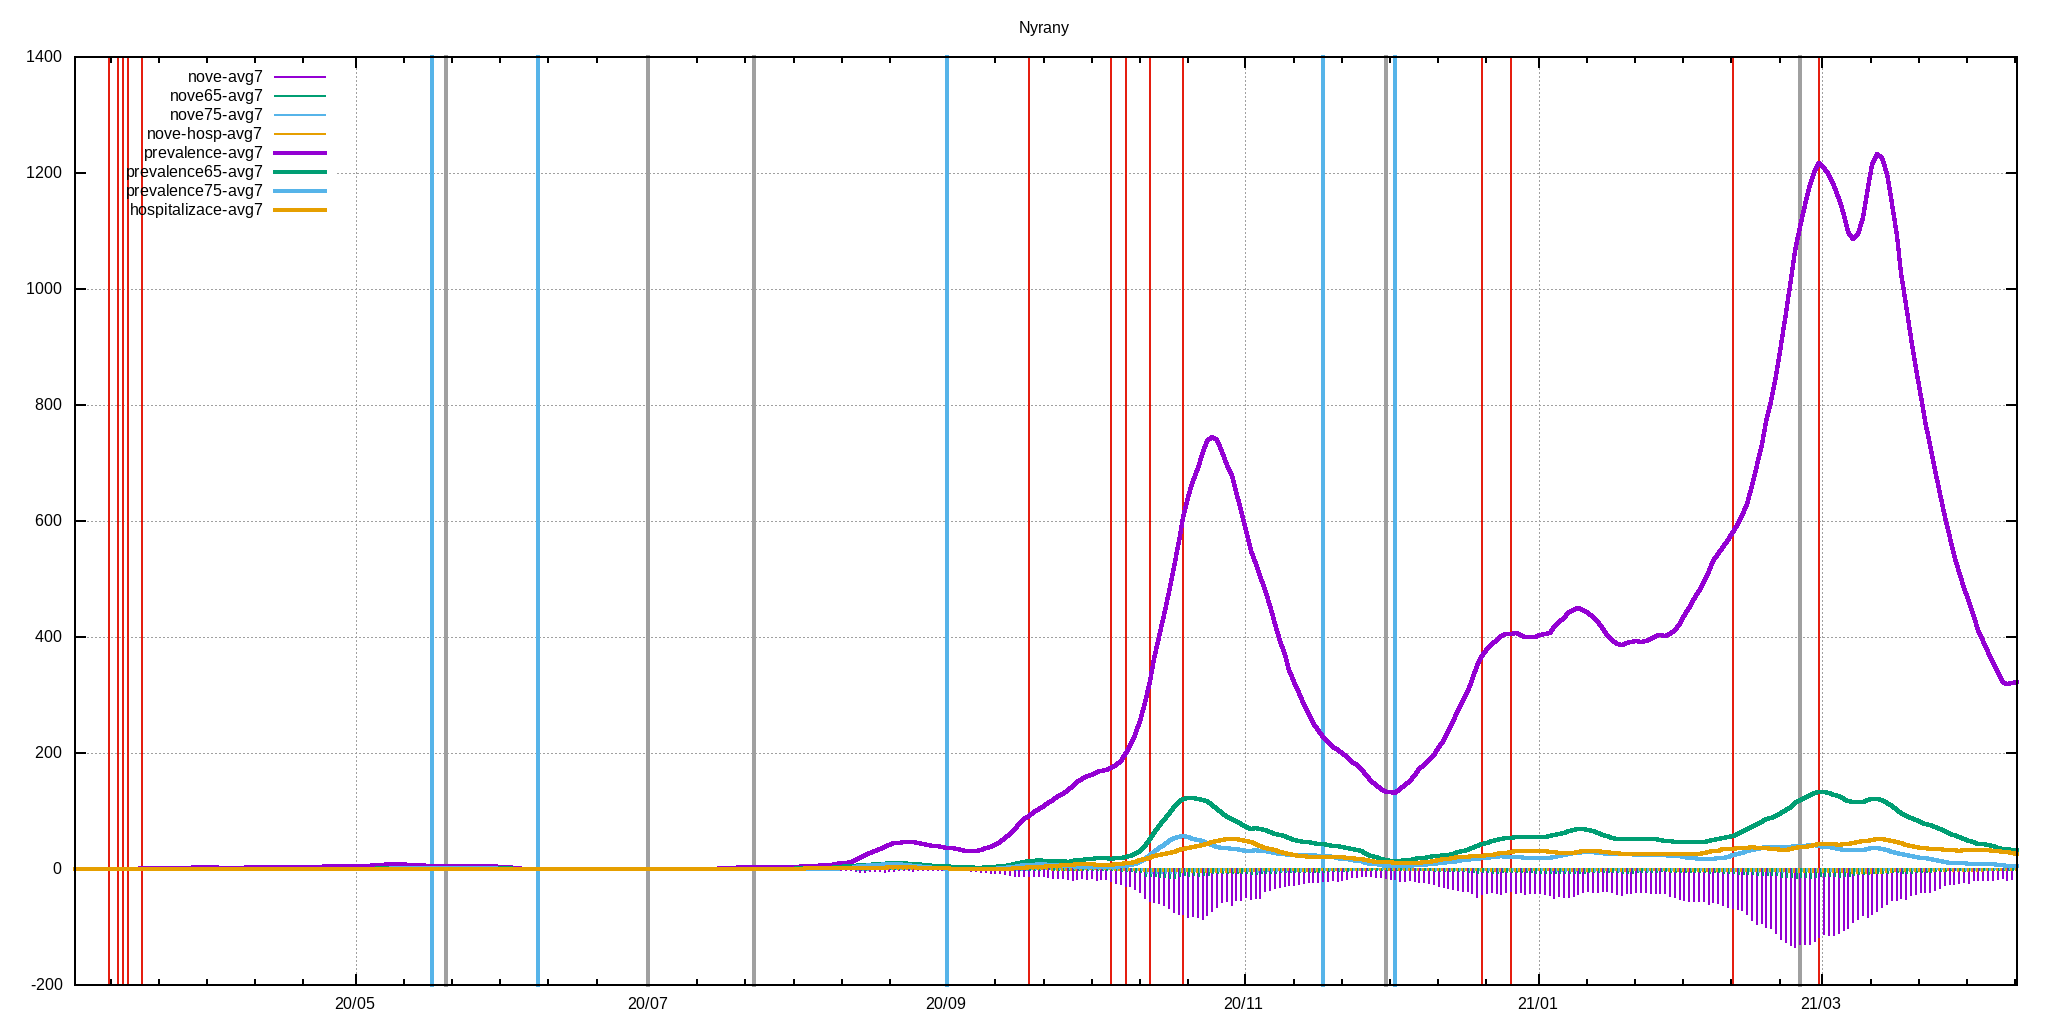 Nyrany
1400
1200
1000
800
600
400
200
0
-200
nove-avg7
nove65-avg7
nove75-avg7
nove-hosp-avg7
prevalence-avg7
prevalence65-avg7
prevalence75-avg7
hospitalizace-avg7
20/05
20/07
20/09
20/11
21/01
21/03